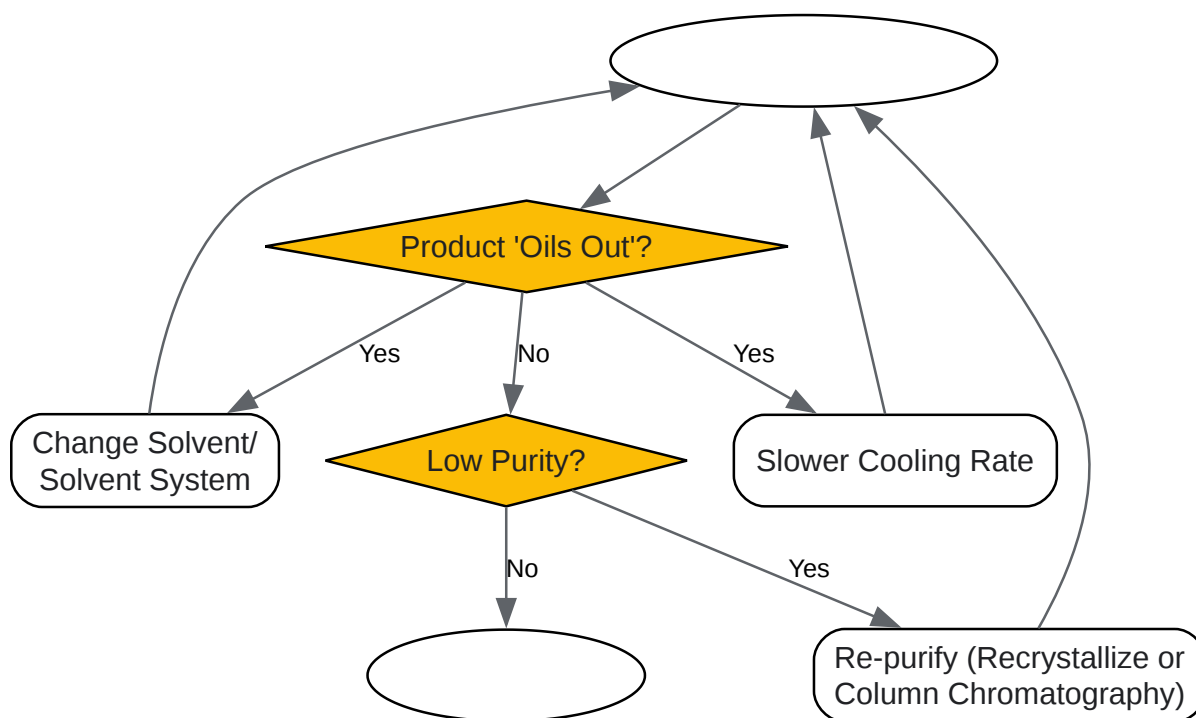 Product 'Oils Out'?
Yes
No
Yes
Change Solvent/
Solvent System
Low Purity?
Slower Cooling Rate
No
Yes
Re-purify (Recrystallize or
Column Chromatography)